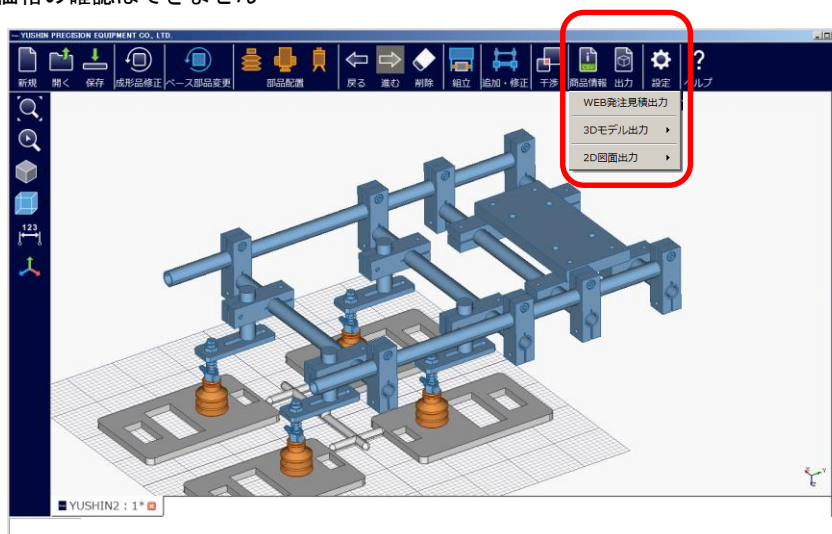 価格の確認はできません
YUSHIN PRECISION EQUIPMENT CO., LTD.
新規 開く 保存 成形品修正 ベース部品変更 部品配置 戻る 進む 削除 組立 追加・修正 干渉 商品情報 出力 設定 ヘルプ
CSV
?
WEB発注見積出力
3Dモデル出力
2D図面出力
123
YUSHIN2 : 1*